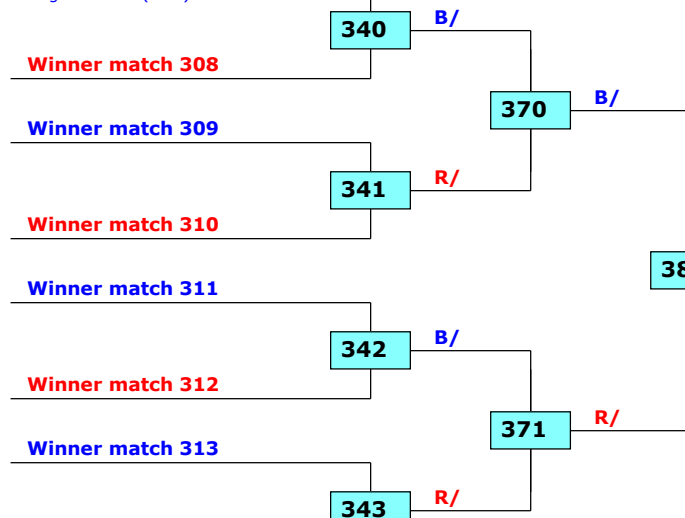 340
B/
Winner match 308
370
B/
Winner match 309
341
R/
Winner match 310
Winner match 311
342
B/
Winner match 312
371
R/
Winner match 313
343
R/